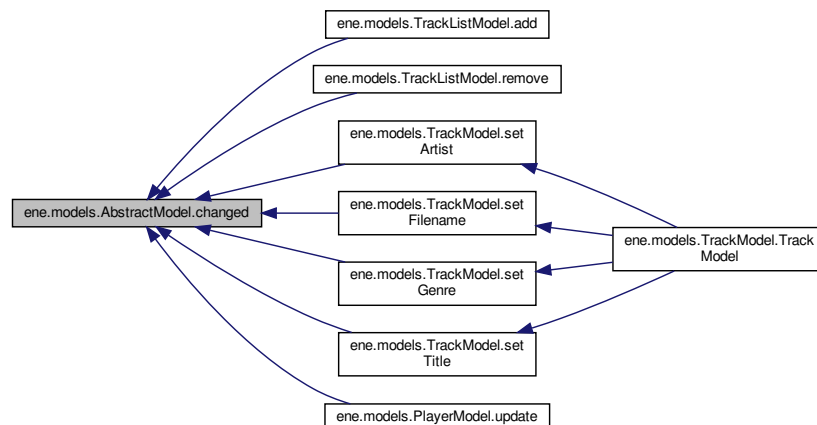 ene.models.TrackListModel.add
ene.models.TrackListModel.remove
ene.models.TrackModel.set
Artist
ene.models.AbstractModel.changed
ene.models.TrackModel.set
Filename
ene.models.TrackModel.Track
Model
ene.models.TrackModel.set
Genre
ene.models.TrackModel.set
Title
ene.models.PlayerModel.update